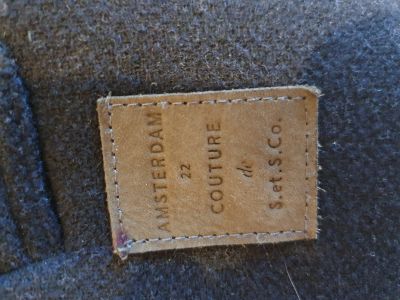 AMSTERDAM
22
COUTURE
de
S.et.S.Co.